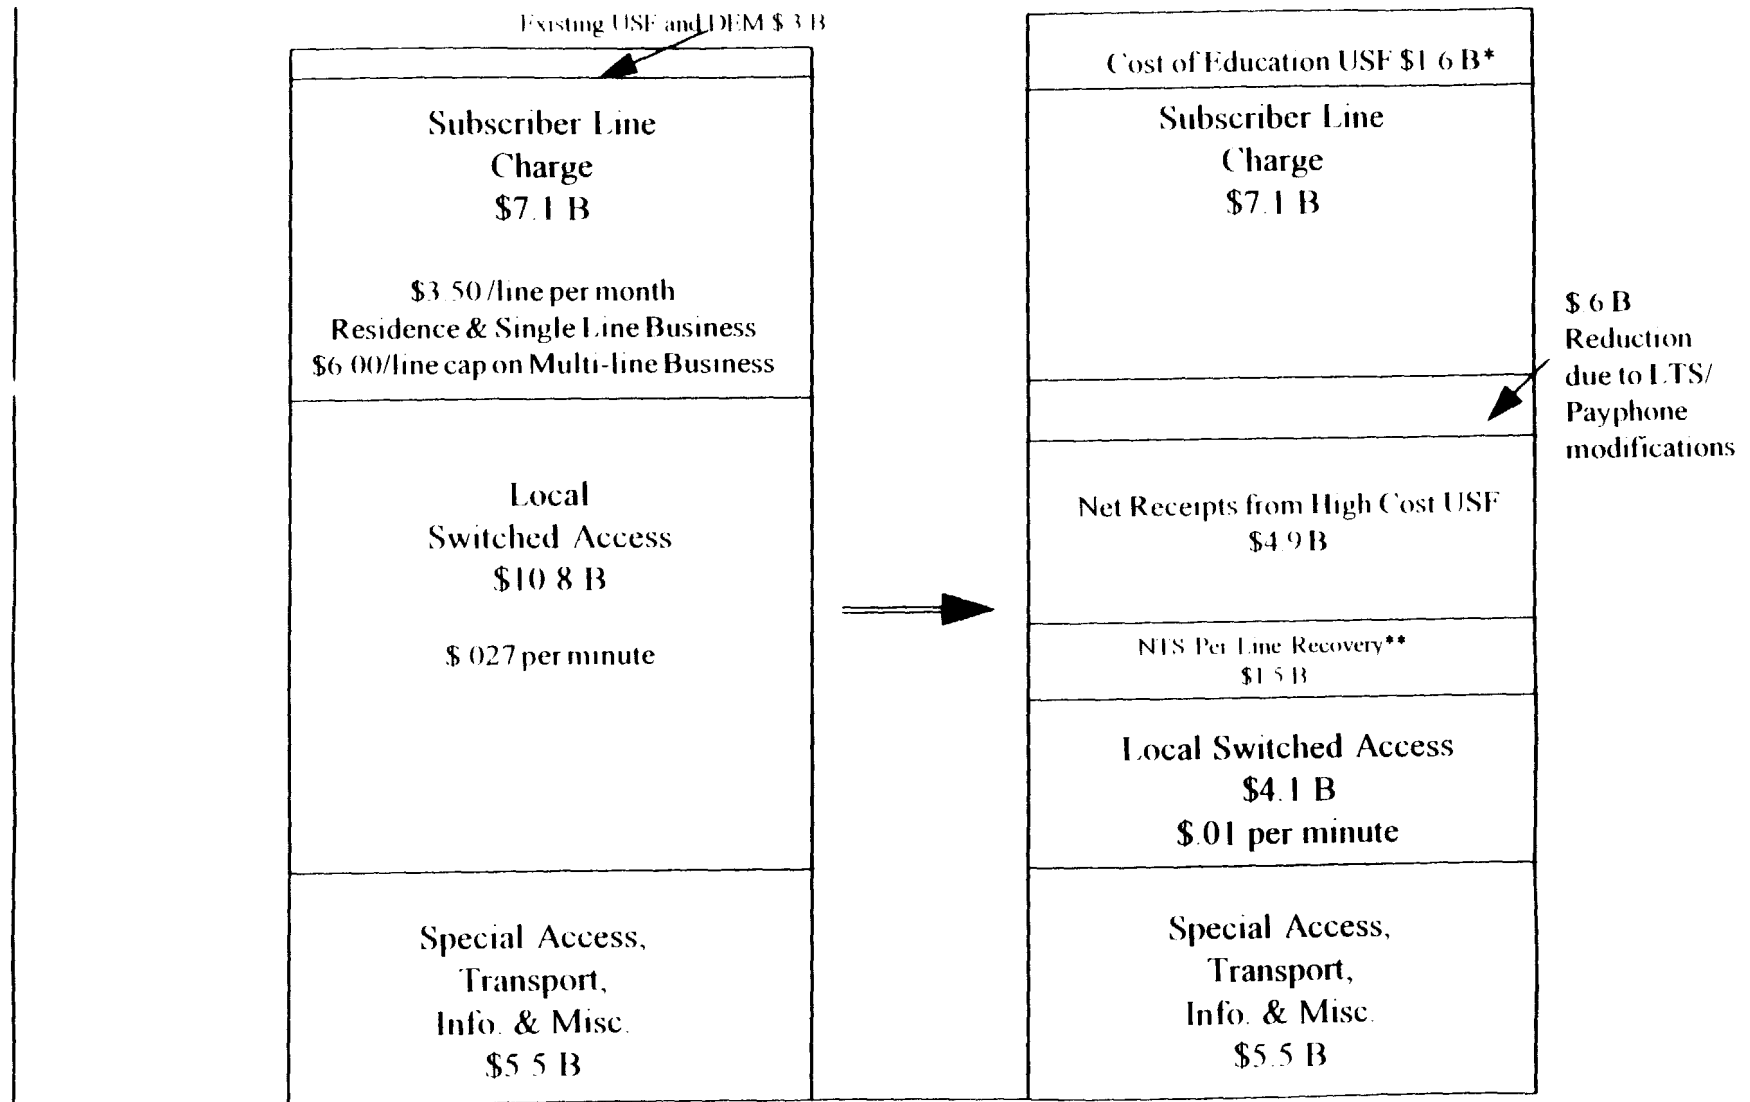 Existing USF and DEM $ 3 B
Subscriber Line
Charge
$7.1 B
$3.50/line per month
Residence & Single Line Business
$6.00/line cap on Multi-line Business
Local
Switched Access
$10.8 B
$.027 per minute
Special Access,
Transport,
Info. & Misc.
$5.5 B
Cost of Education USF $1.6 B*
Subscriber Line
Charge
$7.1 B
$.6 B
Reduction
due to LTS/
Payphone
modifications
Net Receipts from High Cost USF
$4.9 B
NTS Per Line Recovery**
$1.5 B
Local Switched Access
$4.1 B
$.01 per minute
Special Access,
Transport,
Info. & Misc.
$5.5 B